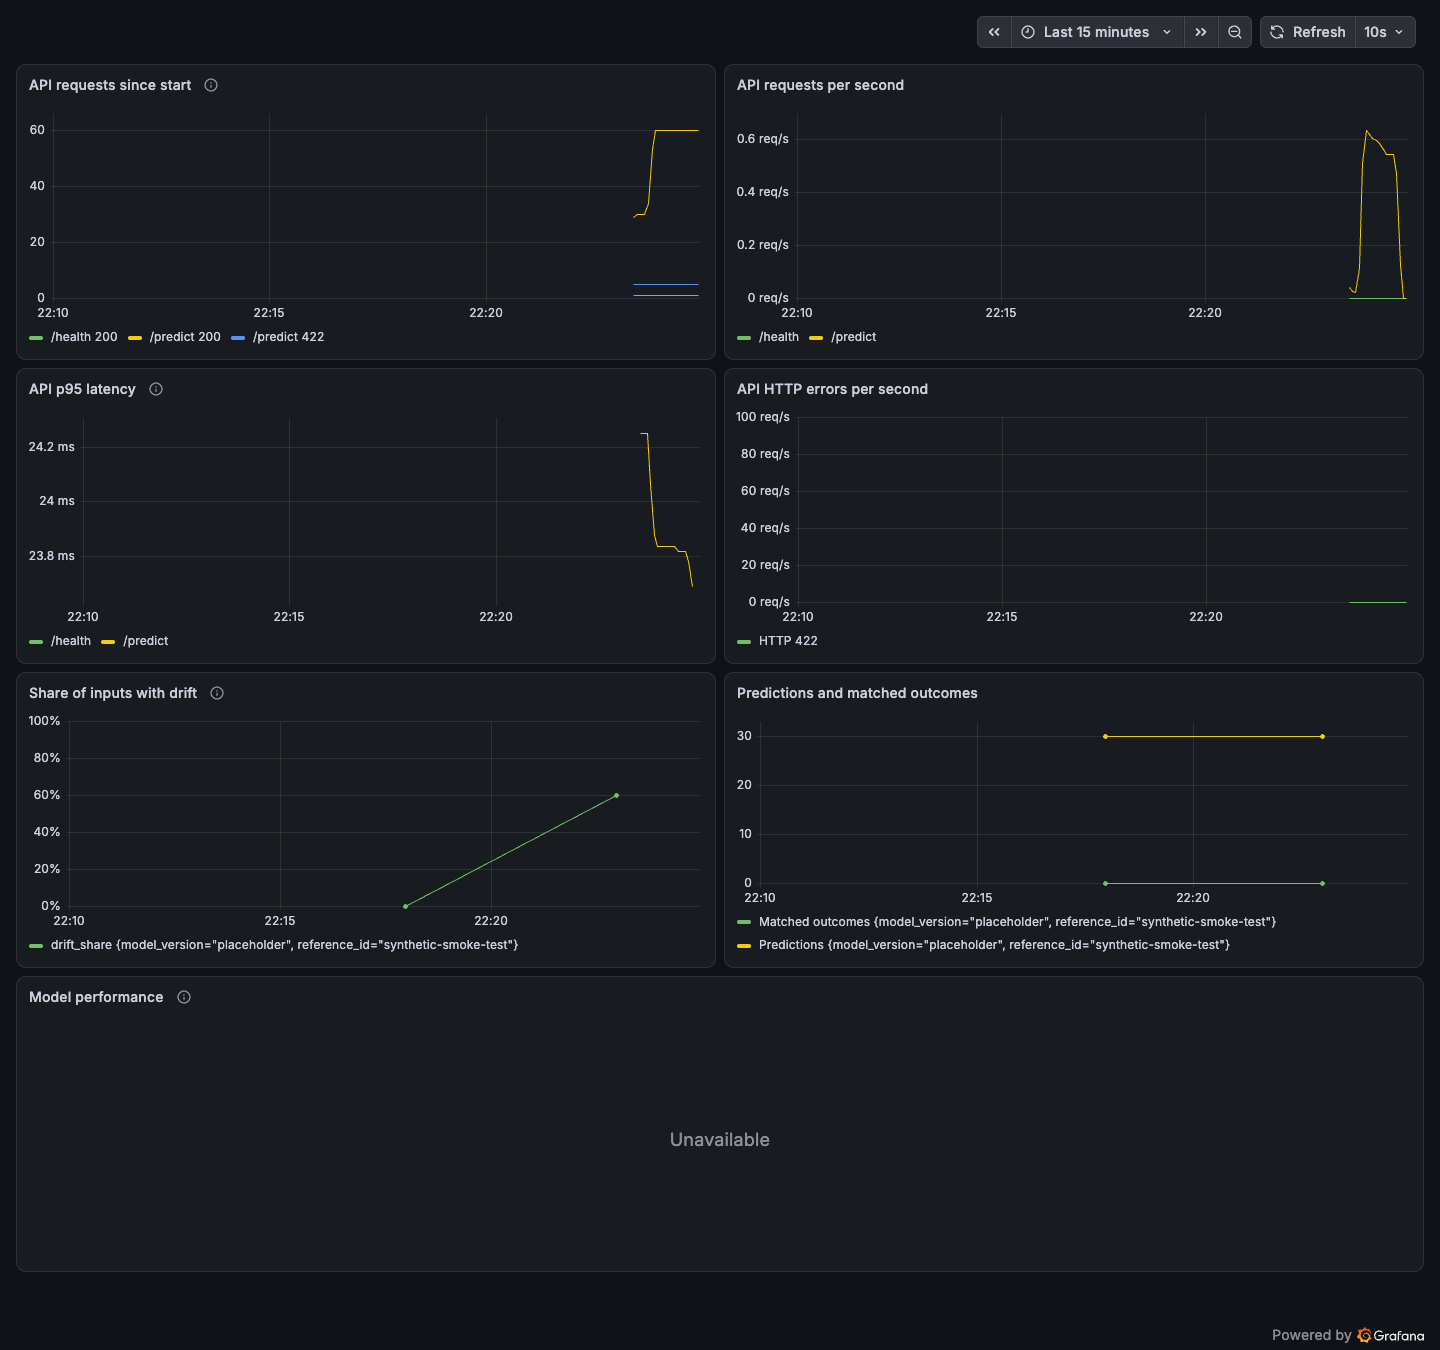 Last 15 minutes
Refresh
10s
API requests since start
60
40
20
0
22:10 22:15 22:20
/health 200 /predict 200 /predict 422
API requests per second
0.6 req/s
0.4 req/s
0.2 req/s
0 req/s
22:10 22:15 22:20
/health /predict
API p95 latency
24.2 ms
24 ms
23.8 ms
22:10 22:15 22:20
/health /predict
API HTTP errors per second
100 req/s
80 req/s
60 req/s
40 req/s
20 req/s
0 req/s
22:10 22:15 22:20
HTTP 422
Share of inputs with drift
100%
80%
60%
40%
20%
0%
22:10 22:15 22:20
drift_share {model_version="placeholder", reference_id="synthetic-smoke-test"}
Predictions and matched outcomes
30
20
10
0
22:10 22:15 22:20
Matched outcomes {model_version="placeholder", reference_id="synthetic-smoke-test"}
Predictions {model_version="placeholder", reference_id="synthetic-smoke-test"}
Model performance
Unavailable
Powered by Grafana